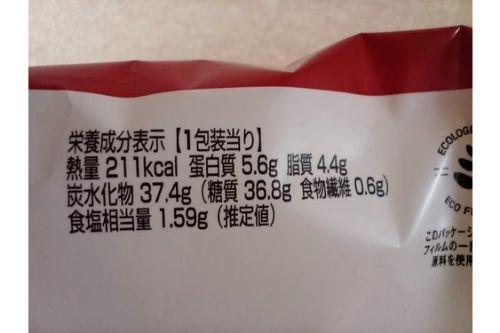 栄養成分表示【1包装当り】
熱量 211kcal 蛋白質 5.6g 脂質 4.4g
炭水化物 37.4g（糖質 36.8g 食物繊維 0.6g）
食塩相当量 1.59g（推定値）
ECOLOGI
ECO F
このパッケージ
フィルムの一
原料を使用